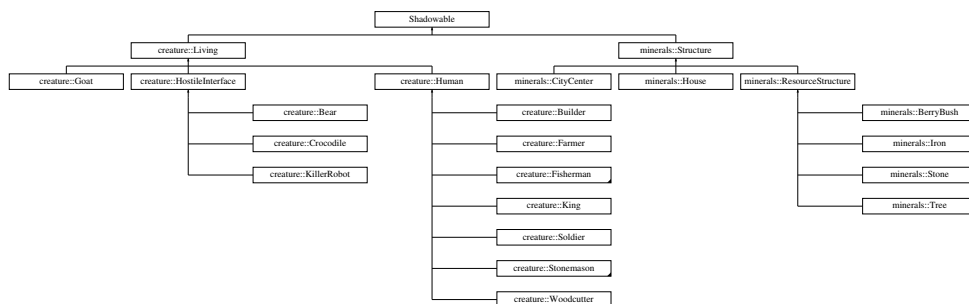 Shadowable
creature::Living
minerals::Structure
creature::Goat
creature::HostileInterface
creature::Human
minerals::CityCenter
minerals::House
minerals::ResourceStructure
creature::Bear
creature::Builder
minerals::BerryBush
creature::Crocodile
creature::Farmer
minerals::Iron
creature::KillerRobot
creature::Fisherman
minerals::Stone
creature::King
minerals::Tree
creature::Soldier
creature::Stonemason
creature::Woodcutter